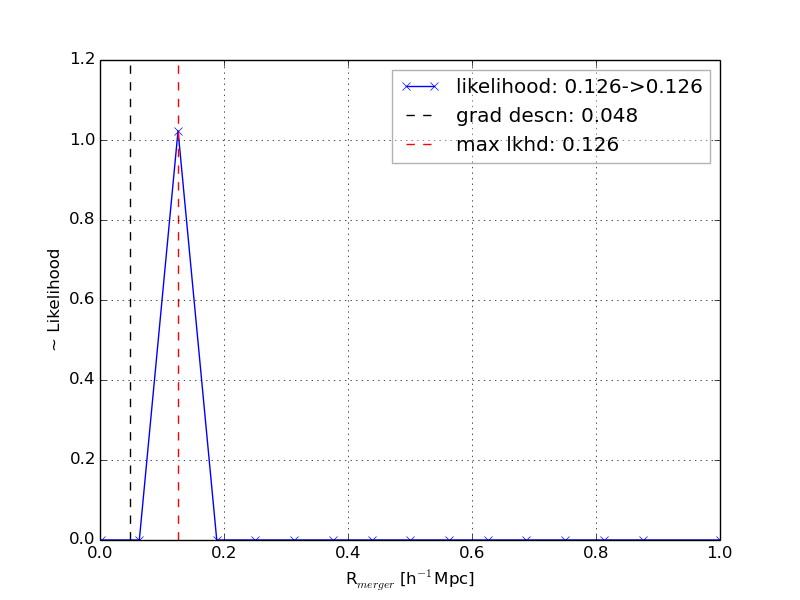 1.2
1.0
0.8
0.6
0.4
0.2
0.0
~ Likelihood
likelihood: 0.126->0.126
grad descn: 0.048
max lkhd: 0.126
0.0 0.2 0.4 0.6 0.8 1.0
R_merger [h^-1 Mpc]